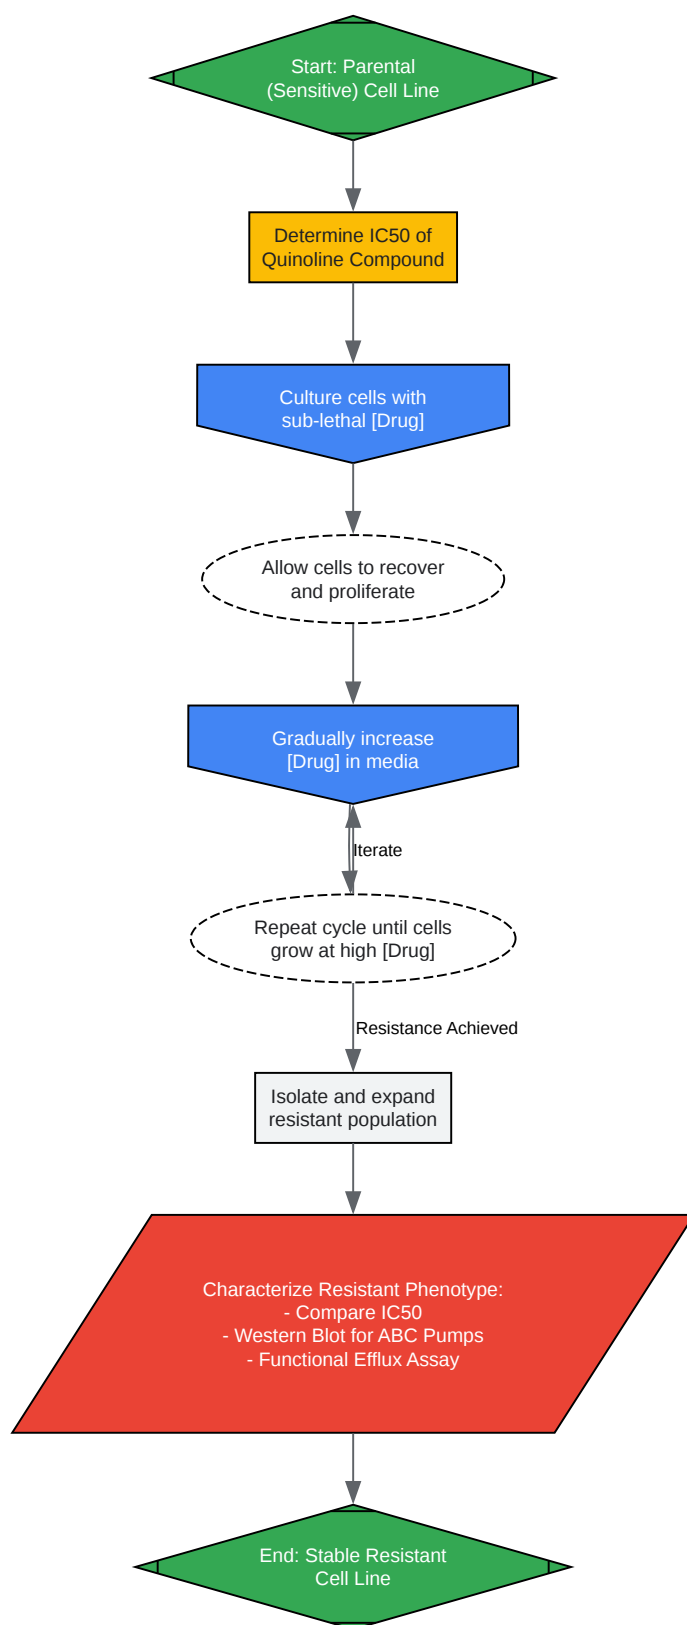 Start: Parental
(Sensitive) Cell Line
Determine IC50 of
Quinoline Compound
Culture cells with
sub-lethal [Drug]
Allow cells to recover
and proliferate
Gradually increase
[Drug] in media
Iterate
Repeat cycle until cells
grow at high [Drug]
Resistance Achieved
Isolate and expand
resistant population
Characterize Resistant Phenotype:
- Compare IC50
- Western Blot for ABC Pumps
- Functional Efflux Assay
End: Stable Resistant
Cell Line